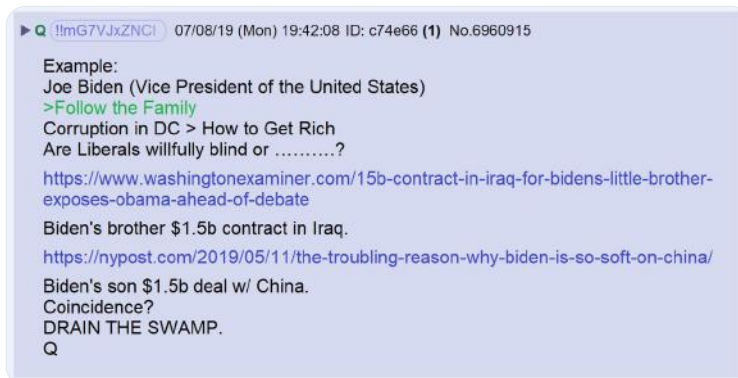 ▶ Q !!mG7VJxZNCI 07/08/19 (Mon) 19:42:08 ID: c74e66 (1) No.6960915
Example:
Joe Biden (Vice President of the United States)
>Follow the Family
Corruption in DC > How to Get Rich
Are Liberals willfully blind or ..........?
https://www.washingtonexaminer.com/15b-contract-in-iraq-for-bidens-little-brother-
exposes-obama-ahead-of-debate
Biden's brother $1.5b contract in Iraq.
https://nypost.com/2019/05/11/the-troubling-reason-why-biden-is-so-soft-on-china/
Biden's son $1.5b deal w/ China.
Coincidence?
DRAIN THE SWAMP.
Q